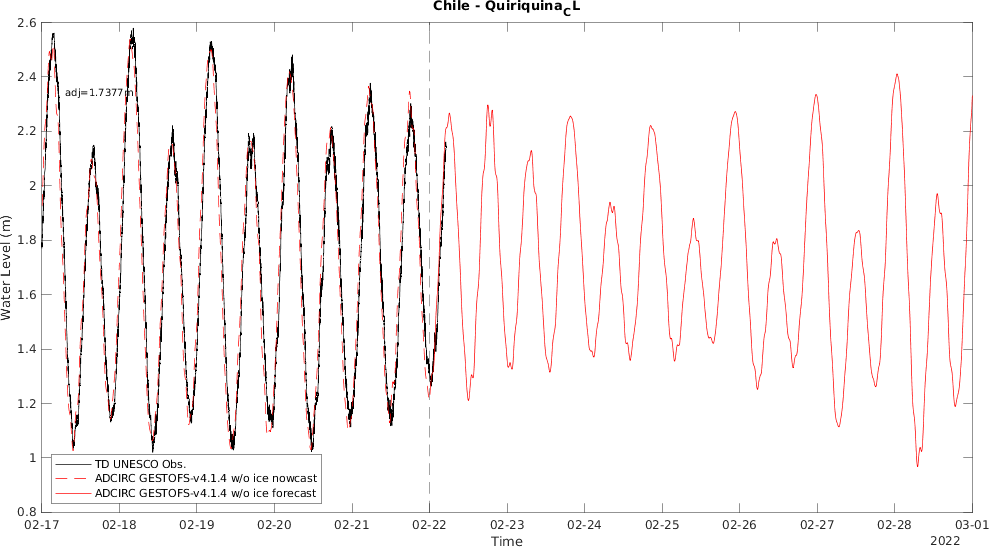 Chile - Quiriquina_CL
2.6
2.4
2.2
2
1.8
1.6
1.4
1.2
1
0.8
Water Level (m)
adj=1.7377m
TD UNESCO Obs.
ADCIRC GESTOFS-v4.1.4 w/o ice nowcast
ADCIRC GESTOFS-v4.1.4 w/o ice forecast
02-17 02-18 02-19 02-20 02-21 02-22 02-23 02-24 02-25 02-26 02-27 02-28 03-01
Time
2022